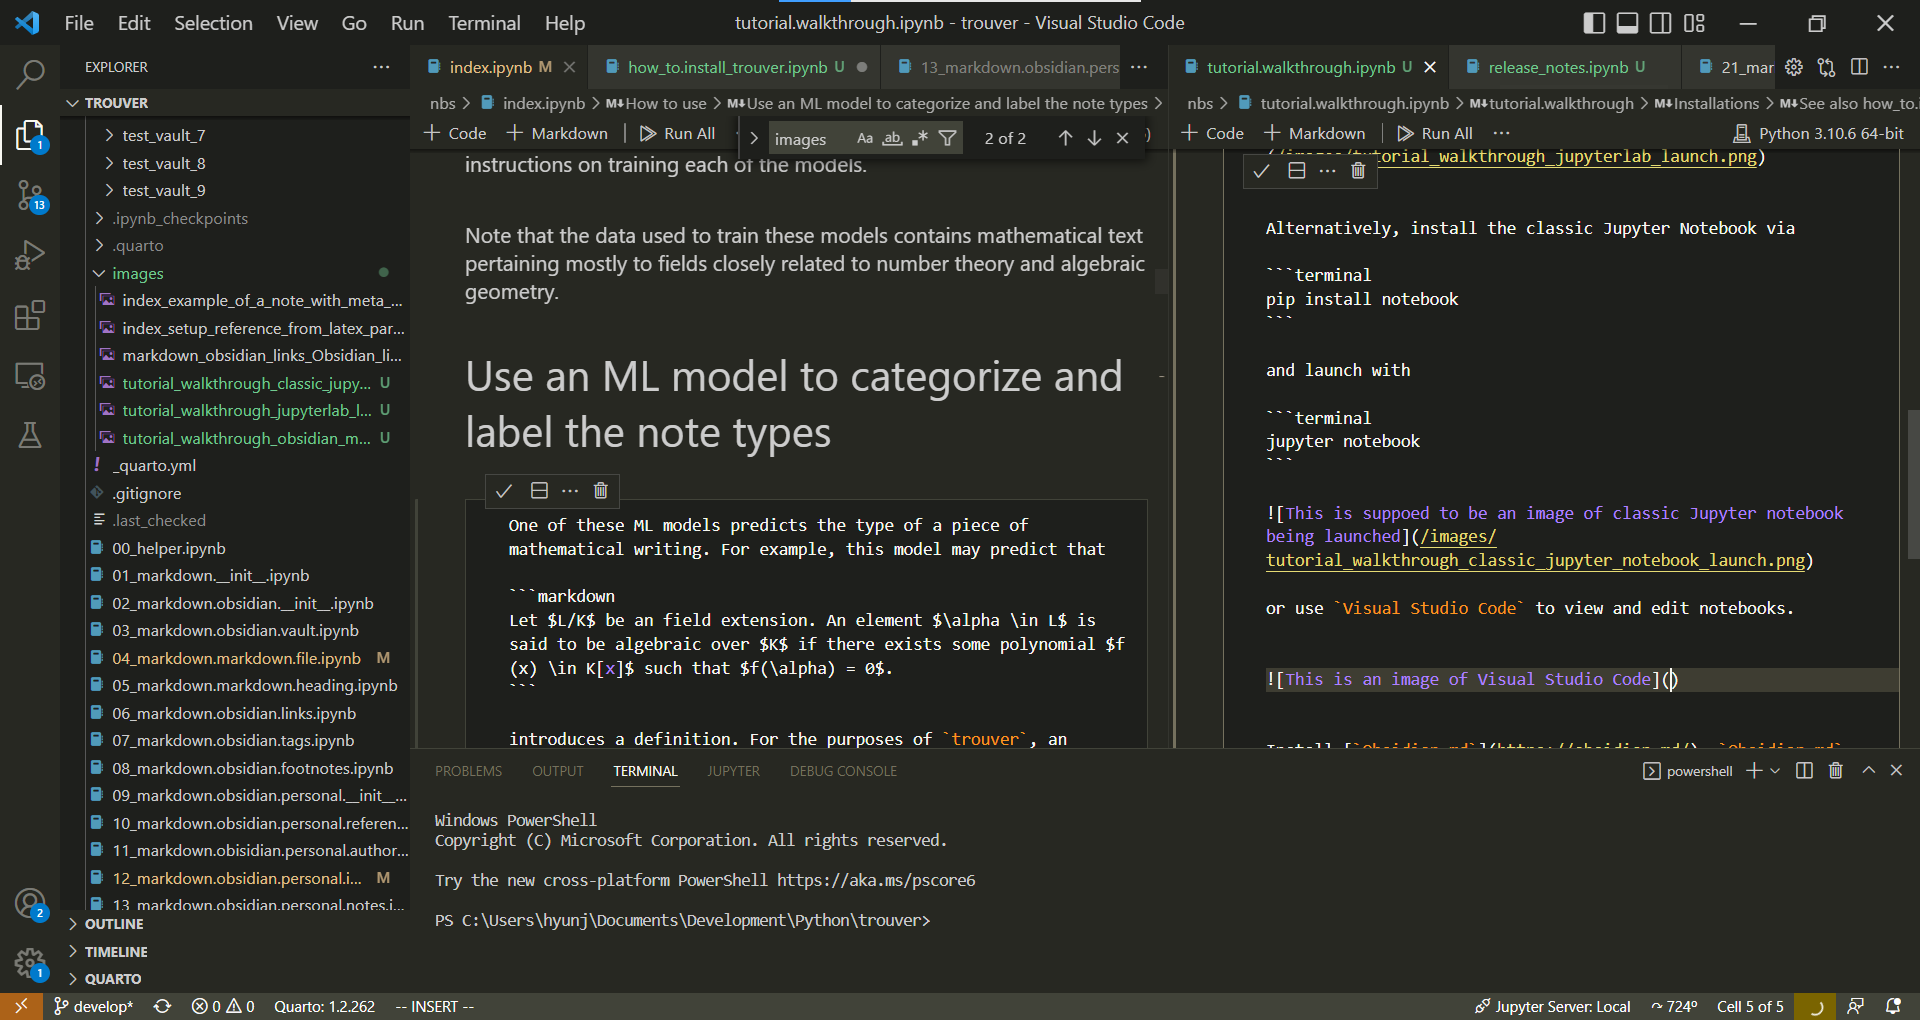 File Edit Selection View Go Run Terminal Help
tutorial.walkthrough.ipynb - trouver - Visual Studio Code
EXPLORER
TROUVER
test_vault_7
test_vault_8
test_vault_9
.ipynb_checkpoints
.quarto
images
index_example_of_a_note_with_meta_...
index_setup_reference_from_latex_par...
markdown_obsidian_links_Obsidian_li...
tutorial_walkthrough_classic_jupy... U
tutorial_walkthrough_jupyterlab_l... U
tutorial_walkthrough_obsidian_m... U
_quarto.yml
.gitignore
.last_checked
00_helper.ipynb
01_markdown.__init__.ipynb
02_markdown.obsidian.__init__.ipynb
03_markdown.obsidian.vault.ipynb
04_markdown.markdown.file.ipynb M
05_markdown.markdown.heading.ipynb
06_markdown.obsidian.links.ipynb
07_markdown.obsidian.tags.ipynb
08_markdown.obsidian.footnotes.ipynb
09_markdown.obsidian.personal.__init__...
10_markdown.obsidian.personal.referen...
11_markdown.obisidian.personal.author...
12_markdown.obsidian.personal.i... M
13_markdown.obsidian.personal.notes.i...
OUTLINE
TIMELINE
QUARTO
1
13
2
1
index.ipynb M
how_to.install_trouver.ipynb U
13_markdown.obsidian.pers
nbs > index.ipynb > M↓How to use > M↓Use an ML model to categorize and label the note types >
+ Code + Markdown Run All
images Aa ab 2 of 2
instructions on training each of the models.
Note that the data used to train these models contains mathematical text
pertaining mostly to fields closely related to number theory and algebraic
geometry.
Use an ML model to categorize and
label the note types
One of these ML models predicts the type of a piece of
mathematical writing. For example, this model may predict that
```markdown
Let $L/K$ be an field extension. An element $\alpha \in L$ is
said to be algebraic over $K$ if there exists some polynomial $f
(x) \in K[x]$ such that $f(\alpha) = 0$.
```
introduces a definition. For the purposes of `trouver`, an
tutorial.walkthrough.ipynb U
release_notes.ipynb U
21_mar
nbs > tutorial.walkthrough.ipynb > M↓tutorial.walkthrough > M↓Installations > M↓See also how_to.i
+ Code + Markdown Run All ...
Python 3.10.6 64-bit
(/images/tutorial_walkthrough_jupyterlab_launch.png)
Alternatively, install the classic Jupyter Notebook via
```terminal
pip install notebook
```
and launch with
```terminal
jupyter notebook
```
![This is suppoed to be an image of classic Jupyter notebook
being launched](/images/
tutorial_walkthrough_classic_jupyter_notebook_launch.png)
or use `Visual Studio Code` to view and edit notebooks.
![This is an image of Visual Studio Code]()
Install [`Obsidian.md`](https://obsidian.md/). `Obsidian.md`
PROBLEMS OUTPUT TERMINAL JUPYTER DEBUG CONSOLE
powershell
Windows PowerShell
Copyright (C) Microsoft Corporation. All rights reserved.
Try the new cross-platform PowerShell https://aka.ms/pscore6
PS C:\Users\hyunj\Documents\Development\Python\trouver>
develop* 0 0 Quarto: 1.2.262 -- INSERT --
Jupyter Server: Local 724º Cell 5 of 5